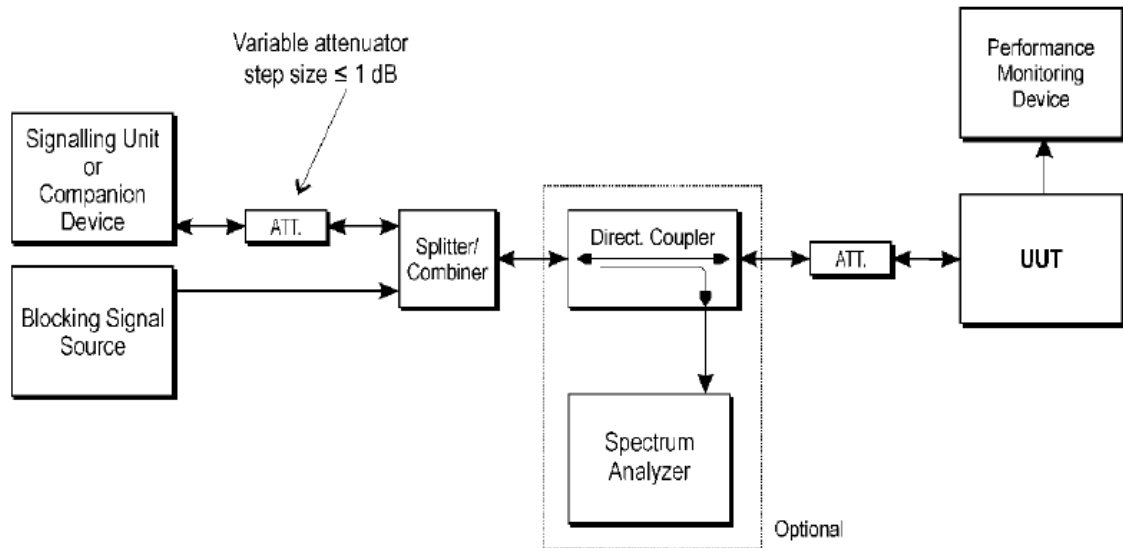 Variable attenuator
step size ≤ 1 dB
Performance
Monitoring
Device
Signalling Unit
or
Companion
Device
ATT.
Splitter/
Combiner
Direct. Coupler
ATT.
UUT
Blocking Signal
Source
Spectrum
Analyzer
Optional